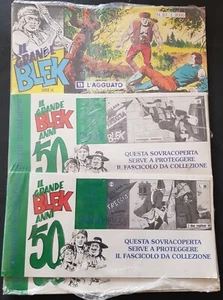 IL
GRANDE
BLEK
L'AGGUATO
IL GRANDE
BLEK
ANNI
50
QUESTA SOVRACOPERTA
SERVE A PROTEGGERE
IL FASCICOLO DA COLLEZIONE
IL GRANDE
BLEK
ANNI
50
QUESTA SOVRACOPERTA
SERVE A PROTEGGERE
IL FASCICOLO DA COLLEZIONE